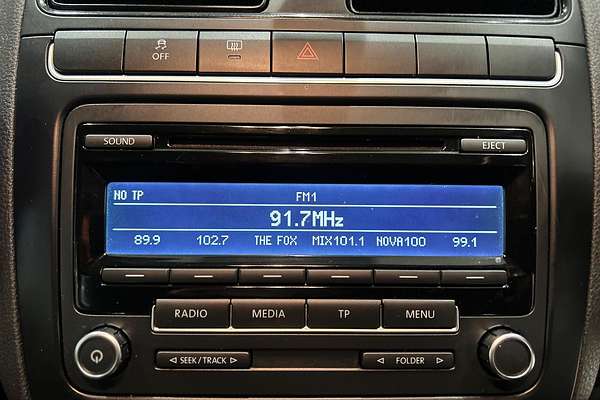 OFF
SOUND EJECT
NO TP FM1
91.7MHz
89.9 102.7 THE FOX MIX101.1 NOVA100 99.1
RADIO MEDIA TP MENU
SEEK/TRACK FOLDER